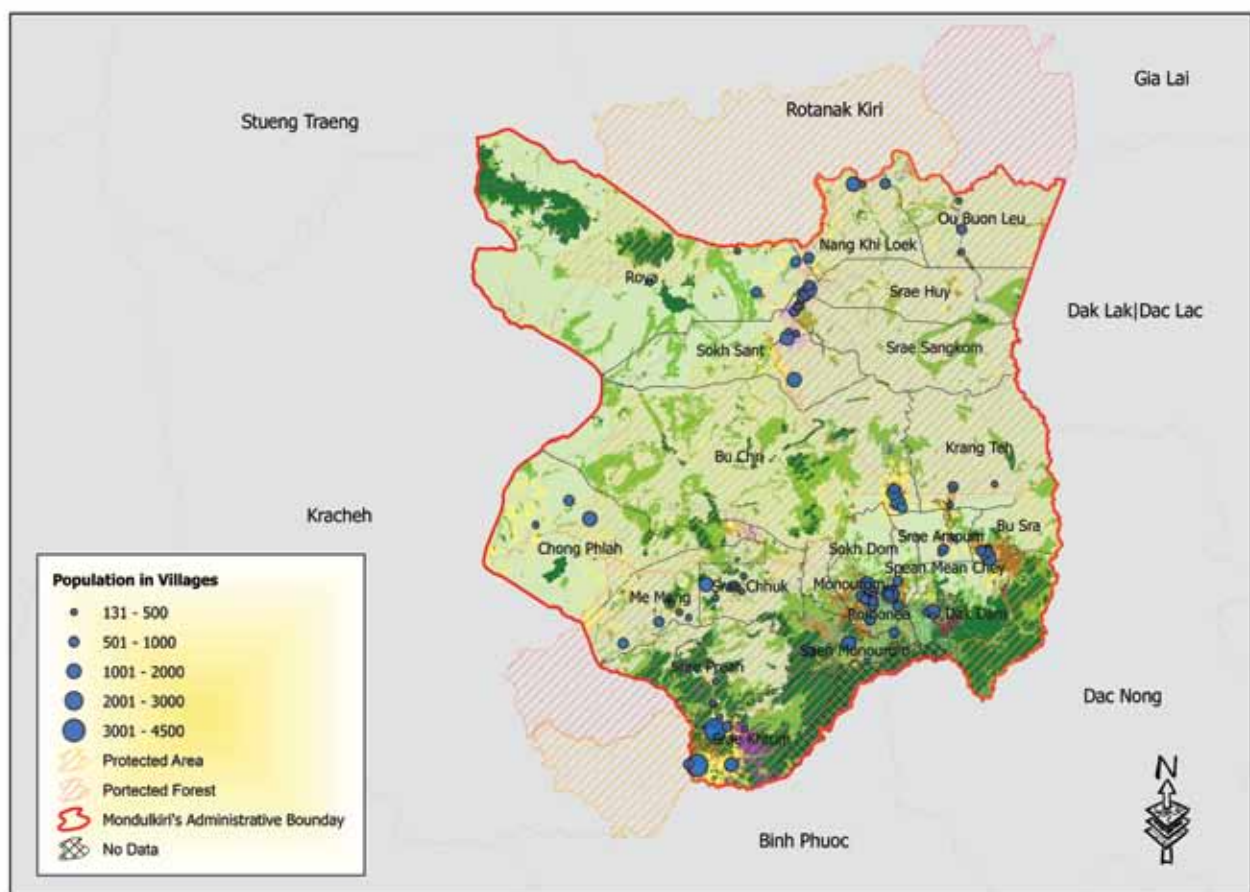 Gia Lai
Rotanak Kiri
Stueng Traeng
Ou Buon Leu
Nang Khi Loek
Roya
Srae Huy
Dak Lak|Dac Lac
Sokh Sant
Srae Sangkom
Krang Teh
Bu Chri
Kracheh
Bu Sra
Srae Ampum
Chong Phlah
Sokh Dom
Spean Mean Chey
Monourom
Srae Chhuk
Me Mang
Romonea
Dak Dam
Saen Monourom
Srae Preah
Dac Nong
Srae Khtum
Binh Phuoc
N
Population in Villages
131 - 500
501 - 1000
1001 - 2000
2001 - 3000
3001 - 4500
Protected Area
Portected Forest
Mondulkiri's Administrative Bounday
No Data